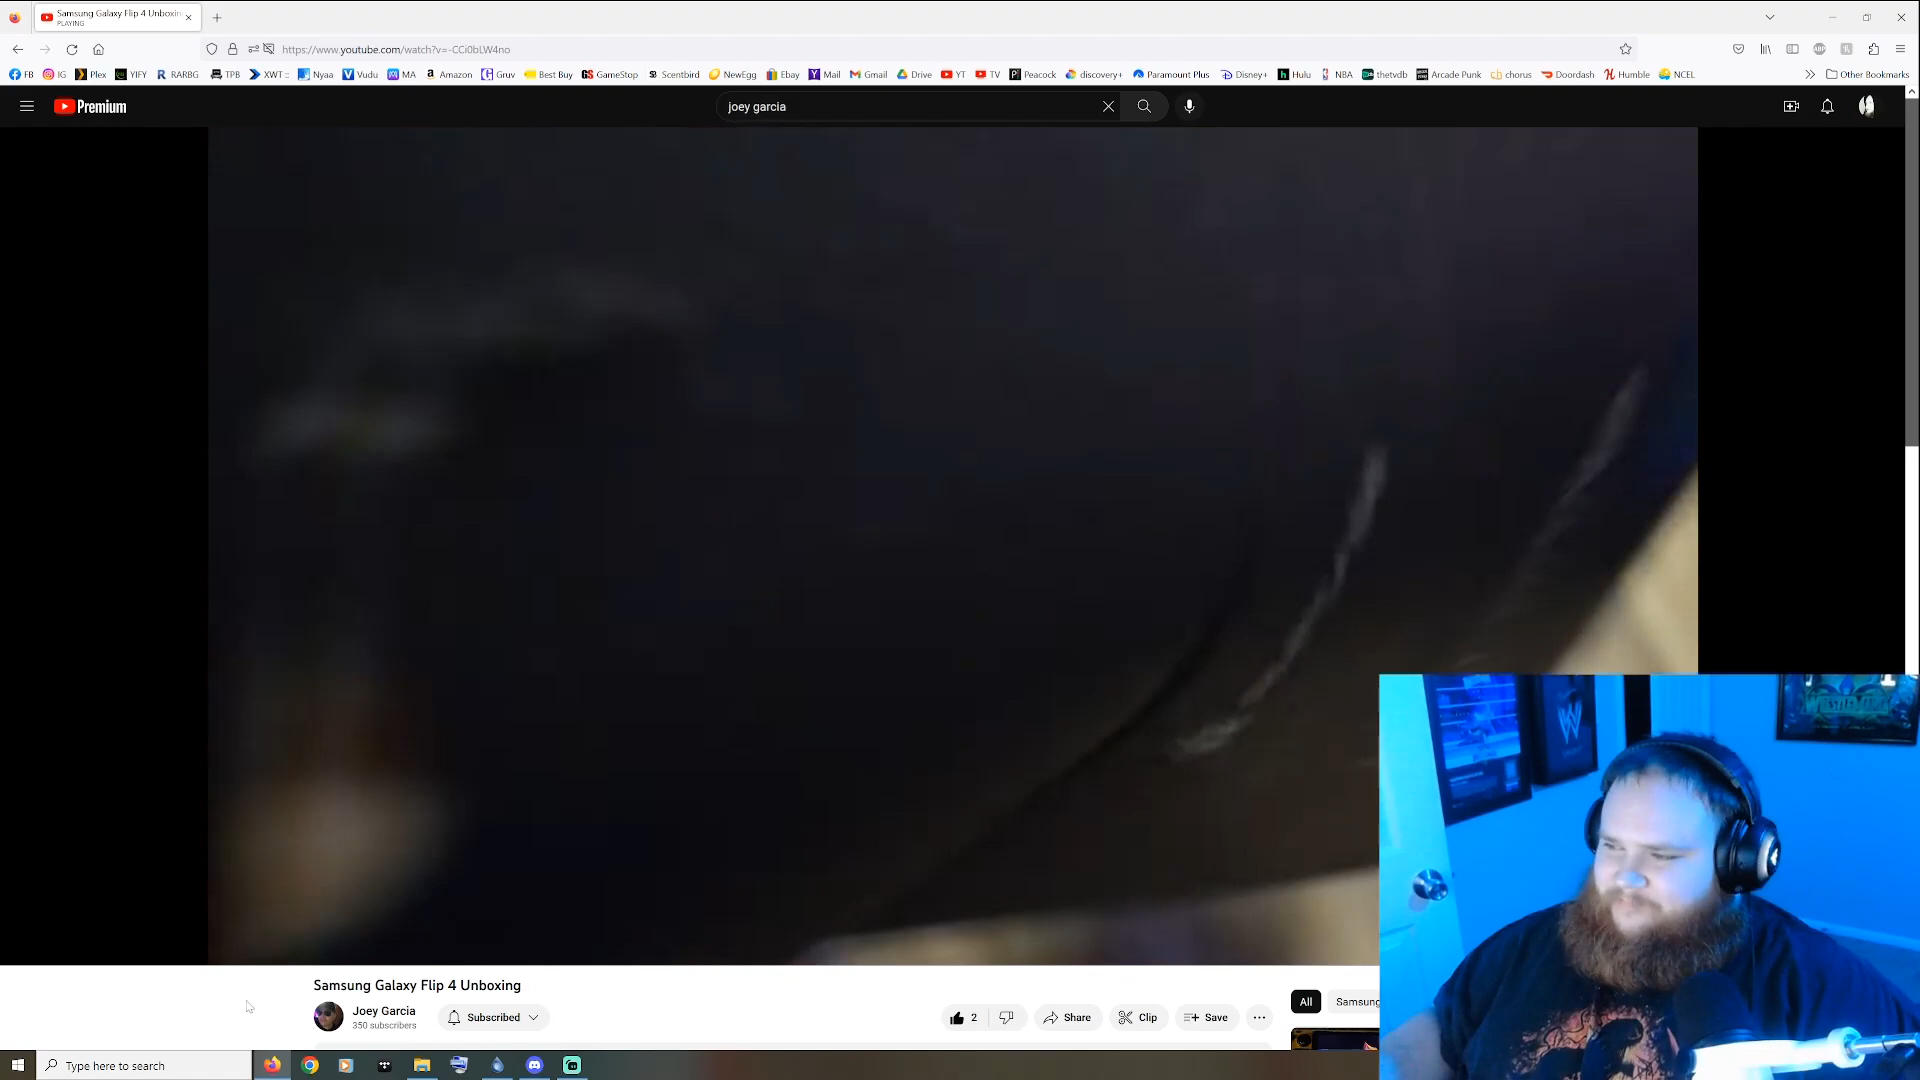 Samsung Galaxy Flip 4 Unboxin
PLAYING
https://www.youtube.com/watch?v=-CCi0bLW4no
FB IG Plex YIFY RARBG TPB XWT :: Nyaa Vudu MA Amazon Gruv Best Buy GameStop Scentbird NewEgg Ebay Mail Gmail Drive YT TV Peacock discovery+ Paramount Plus Disney+ Hulu NBA thetvdb Arcade Punk chorus Doordash Humble NCEL Other Bookmarks
Premium
joey garcia
Samsung Galaxy Flip 4 Unboxing
Joey Garcia
350 subscribers
Subscribed
2
Share
Clip
Save
All
Samsung
Type here to search